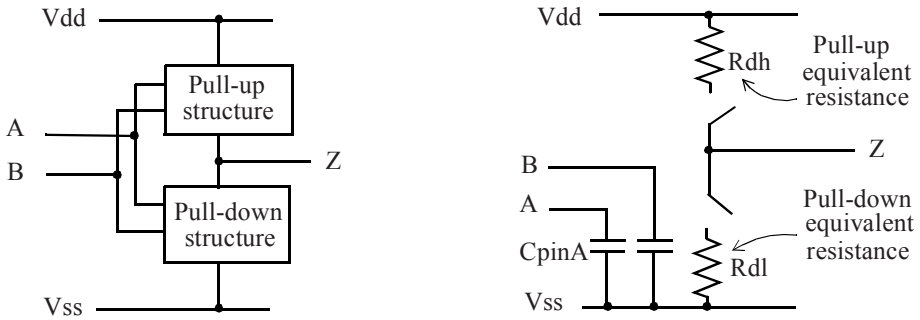 Vdd
Pull-up
structure
A
B
Z
Pull-down
structure
Vss
Vdd
Rdh
Pull-up
equivalent
resistance
Z
B
A
CpinA
Pull-down
equivalent
resistance
Rdl
Vss